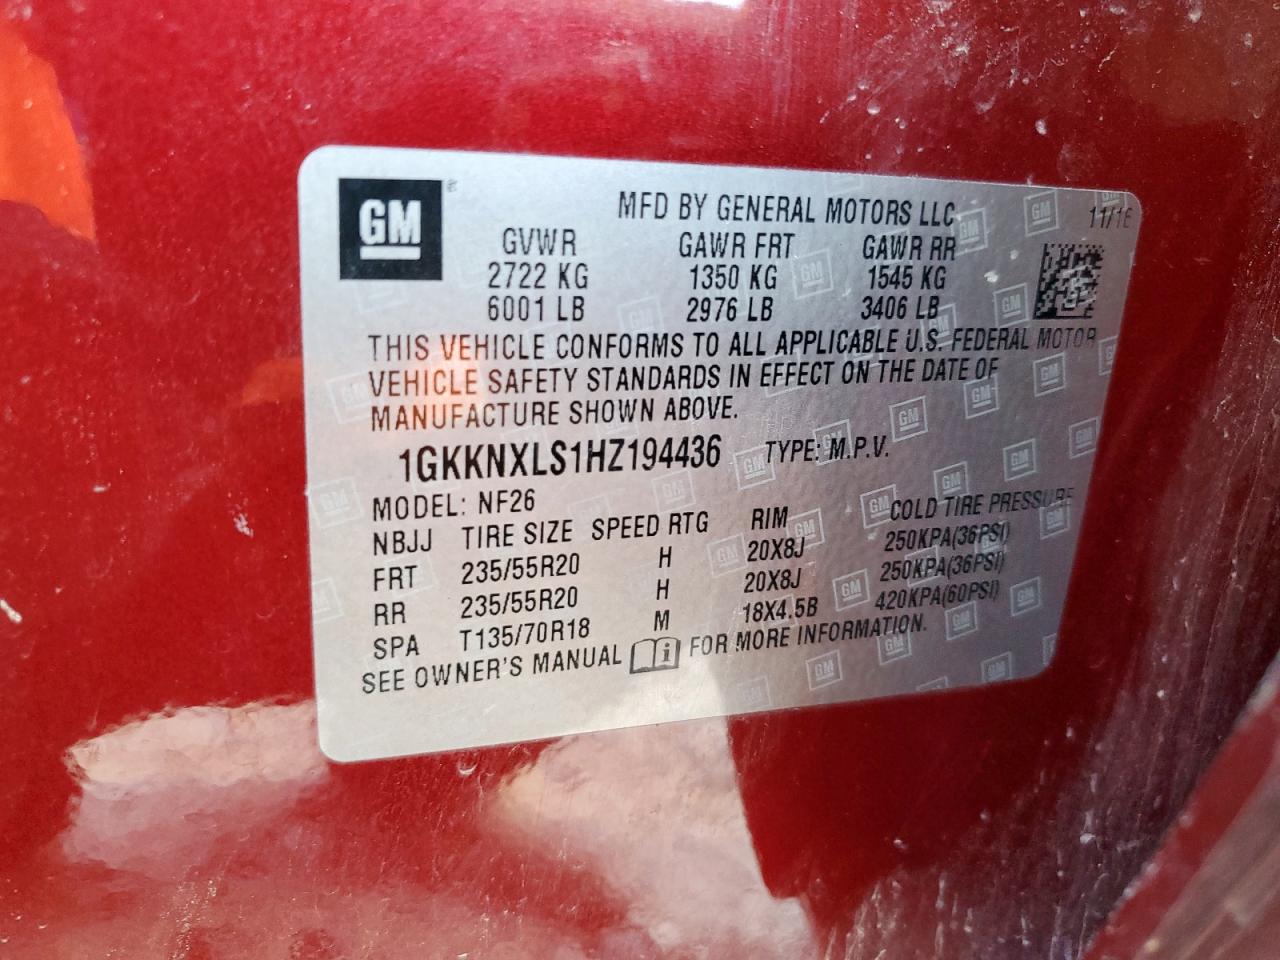 GM ®
MFD BY GENERAL MOTORS LLC 11/16
GVWR GAWR FRT GAWR RR
2722 KG 1350 KG 1545 KG
6001 LB 2976 LB 3406 LB
THIS VEHICLE CONFORMS TO ALL APPLICABLE U.S. FEDERAL MOTOR
VEHICLE SAFETY STANDARDS IN EFFECT ON THE DATE OF
MANUFACTURE SHOWN ABOVE.
1GKKNXLS1HZ194436 TYPE: M.P.V.
MODEL: NF26
NBJJ TIRE SIZE SPEED RTG RIM COLD TIRE PRESSURE
FRT 235/55R20 H 20X8J 250KPA(36PSI)
RR 235/55R20 H 20X8J 250KPA(36PSI)
SPA T135/70R18 M 18X4.5B 420KPA(60PSI)
SEE OWNER'S MANUAL i FOR MORE INFORMATION.